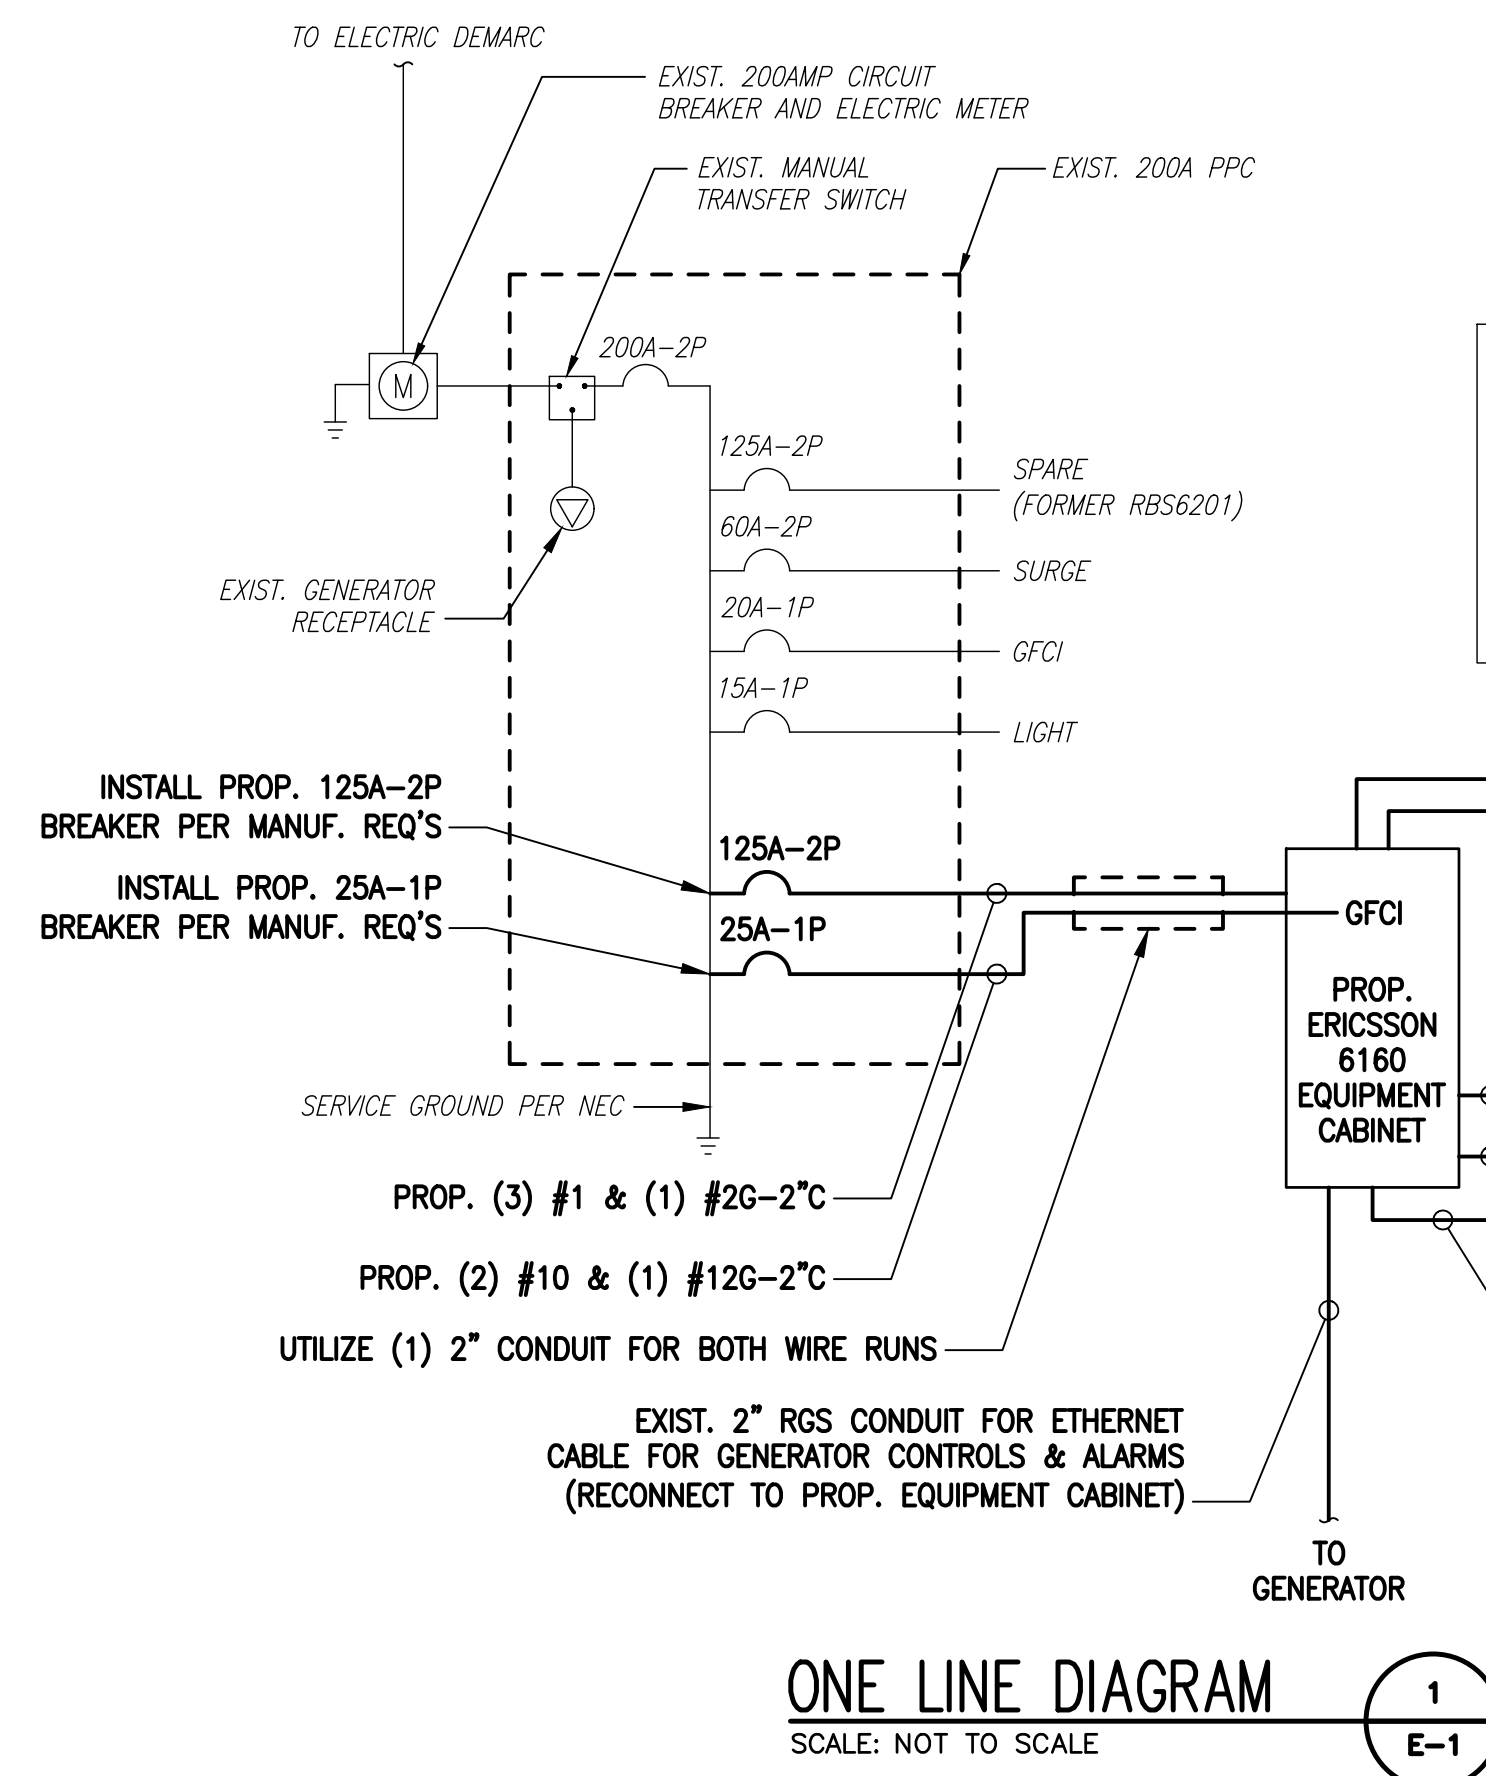 TO ELECTRIC DEMARC
EXIST. 200AMP CIRCUIT
BREAKER AND ELECTRIC METER
EXIST. MANUAL
TRANSFER SWITCH
EXIST. 200A PPC
200A-2P
M
125A-2P
SPARE
(FORMER RBS6201)
60A-2P
SURGE
EXIST. GENERATOR
RECEPTACLE
20A-1P
GFCI
15A-1P
LIGHT
INSTALL PROP. 125A-2P
BREAKER PER MANUF. REQ'S
125A-2P
INSTALL PROP. 25A-1P
BREAKER PER MANUF. REQ'S
25A-1P
GFCI
PROP.
ERICSSON
6160
EQUIPMENT
CABINET
SERVICE GROUND PER NEC
PROP. (3) #1 & (1) #2G-2"C
PROP. (2) #10 & (1) #12G-2"C
UTILIZE (1) 2" CONDUIT FOR BOTH WIRE RUNS
EXIST. 2" RGS CONDUIT FOR ETHERNET
CABLE FOR GENERATOR CONTROLS & ALARMS
(RECONNECT TO PROP. EQUIPMENT CABINET)
TO
GENERATOR
ONE LINE DIAGRAM
SCALE: NOT TO SCALE
1
E-1